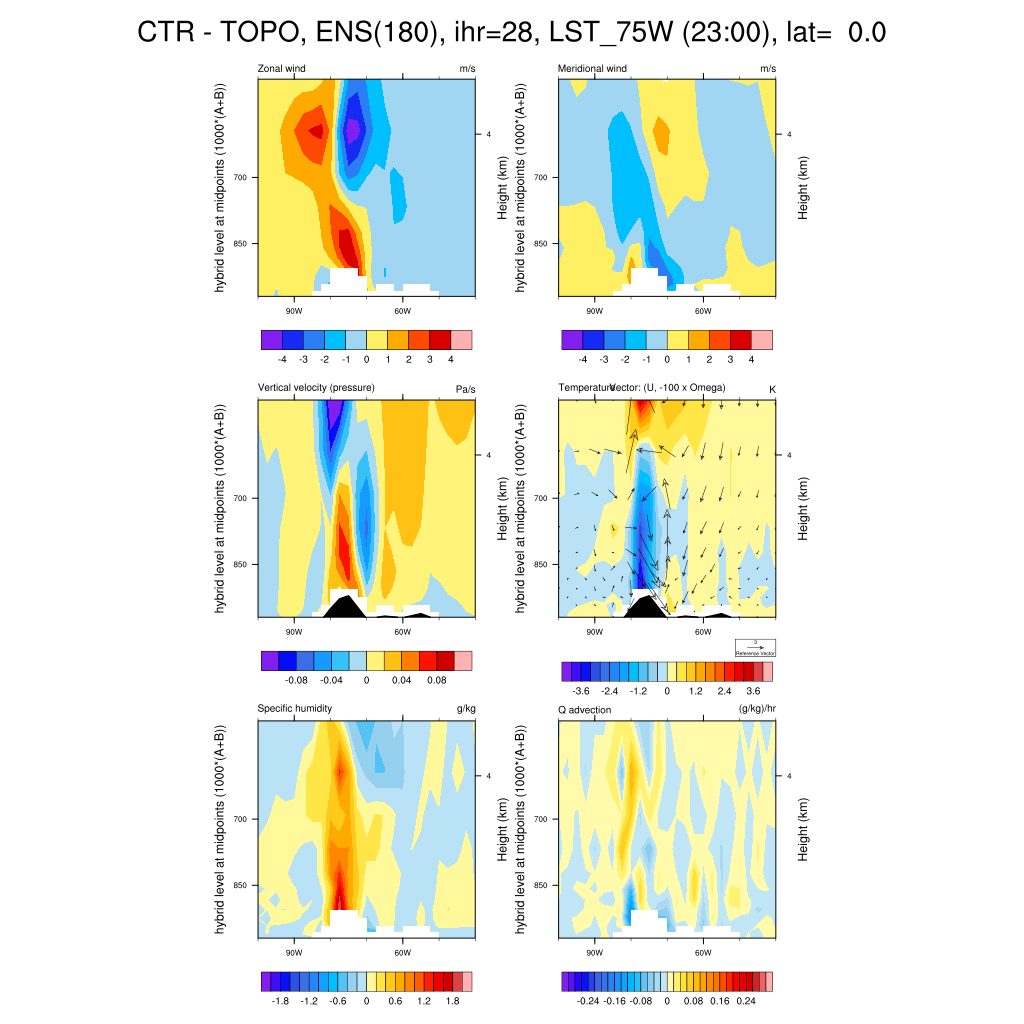 CTR - TOPO, ENS(180), ihr=28, LST_75W (23:00), lat=  0.0
Zonal wind m/s
hybrid level at midpoints (1000*(A+B))
700
850
4
Height (km)
90W 60W
-4 -3 -2 -1 0 1 2 3 4
Meridional wind m/s
hybrid level at midpoints (1000*(A+B))
700
850
4
Height (km)
90W 60W
-4 -3 -2 -1 0 1 2 3 4
Vertical velocity (pressure) Pa/s
hybrid level at midpoints (1000*(A+B))
700
850
4
Height (km)
90W 60W
-0.08 -0.04 0 0.04 0.08
Temperature Vector: (U, -100 x Omega) K
hybrid level at midpoints (1000*(A+B))
700
850
4
Height (km)
90W 60W
3
Reference Vector
-3.6 -2.4 -1.2 0 1.2 2.4 3.6
Specific humidity g/kg
hybrid level at midpoints (1000*(A+B))
700
850
4
Height (km)
90W 60W
-1.8 -1.2 -0.6 0 0.6 1.2 1.8
Q advection (g/kg)/hr
hybrid level at midpoints (1000*(A+B))
700
850
4
Height (km)
90W 60W
-0.24 -0.16 -0.08 0 0.08 0.16 0.24